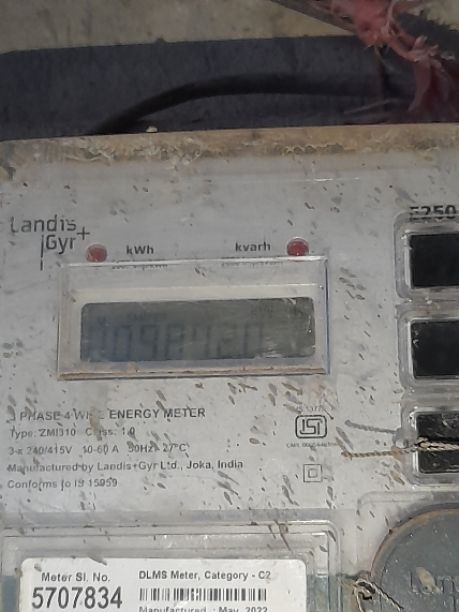 Landis
Gyr+
E250
kWh
kvarh
3 PHASE 4 WIRE ENERGY METER
Type: ZMI310 Class: 1.0
3x 240/415V 10-60 A 50Hz 27°C
Manufactured by Landis+Gyr Ltd., Joka, India
Conforms to IS 15959
Meter Sl. No.
DLMS Meter, Category - C2
5707834
Manufactured : May, 2022